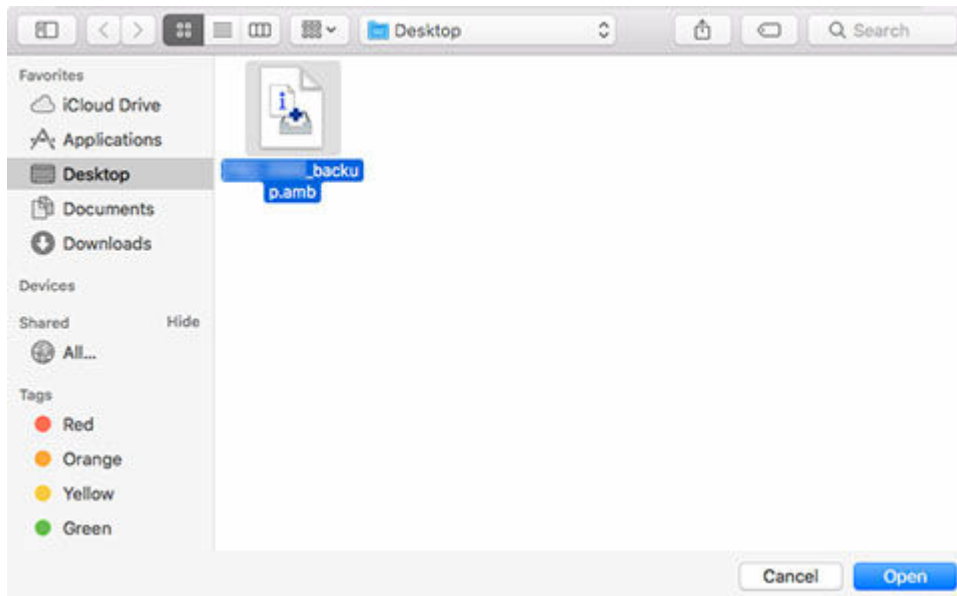 Desktop
Search
Favorites
iCloud Drive
Applications
Desktop
Documents
Downloads
Devices
Shared Hide
All...
Tags
Red
Orange
Yellow
Green
_backu
p.amb
Cancel Open